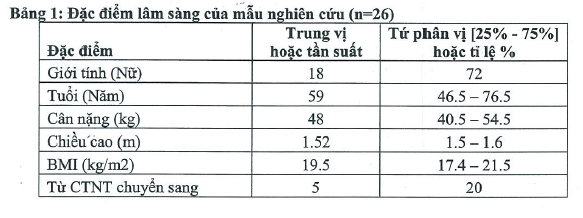 Bảng 1: Đặc điểm lâm sàng của mẫu nghiên cứu (n=26)
Đặc điểm | Trung vị hoặc tần suất | Tứ phân vị [25% - 75%] hoặc tỉ lệ %
Giới tính (Nữ) | 18 | 72
Tuổi (Năm) | 59 | 46.5 – 76.5
Cân nặng (kg) | 48 | 40.5 – 54.5
Chiều cao (m) | 1.52 | 1.5 – 1.6
BMI (kg/m2) | 19.5 | 17.4 – 21.5
Từ CTNT chuyển sang | 5 | 20